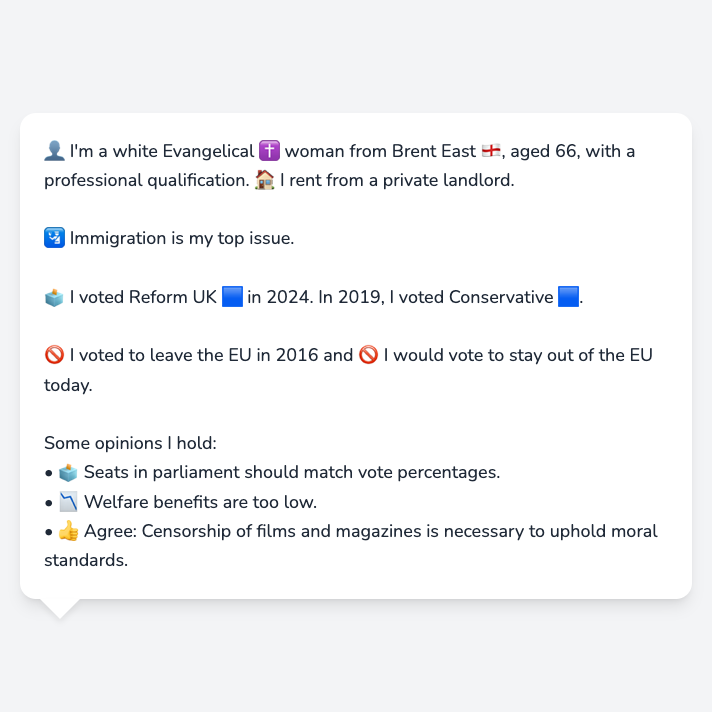 👤 I'm a white Evangelical ✝️ woman from Brent East 🏴󠁧󠁢󠁥󠁮󠁧󠁿, aged 66, with a
professional qualification. 🏠 I rent from a private landlord.
🛂 Immigration is my top issue.
🗳️ I voted Reform UK 🟦 in 2024. In 2019, I voted Conservative 🟦.
🚫 I voted to leave the EU in 2016 and 🚫 I would vote to stay out of the EU
today.
Some opinions I hold:
• 🗳️ Seats in parliament should match vote percentages.
• 📉 Welfare benefits are too low.
• 👍 Agree: Censorship of films and magazines is necessary to uphold moral
standards.